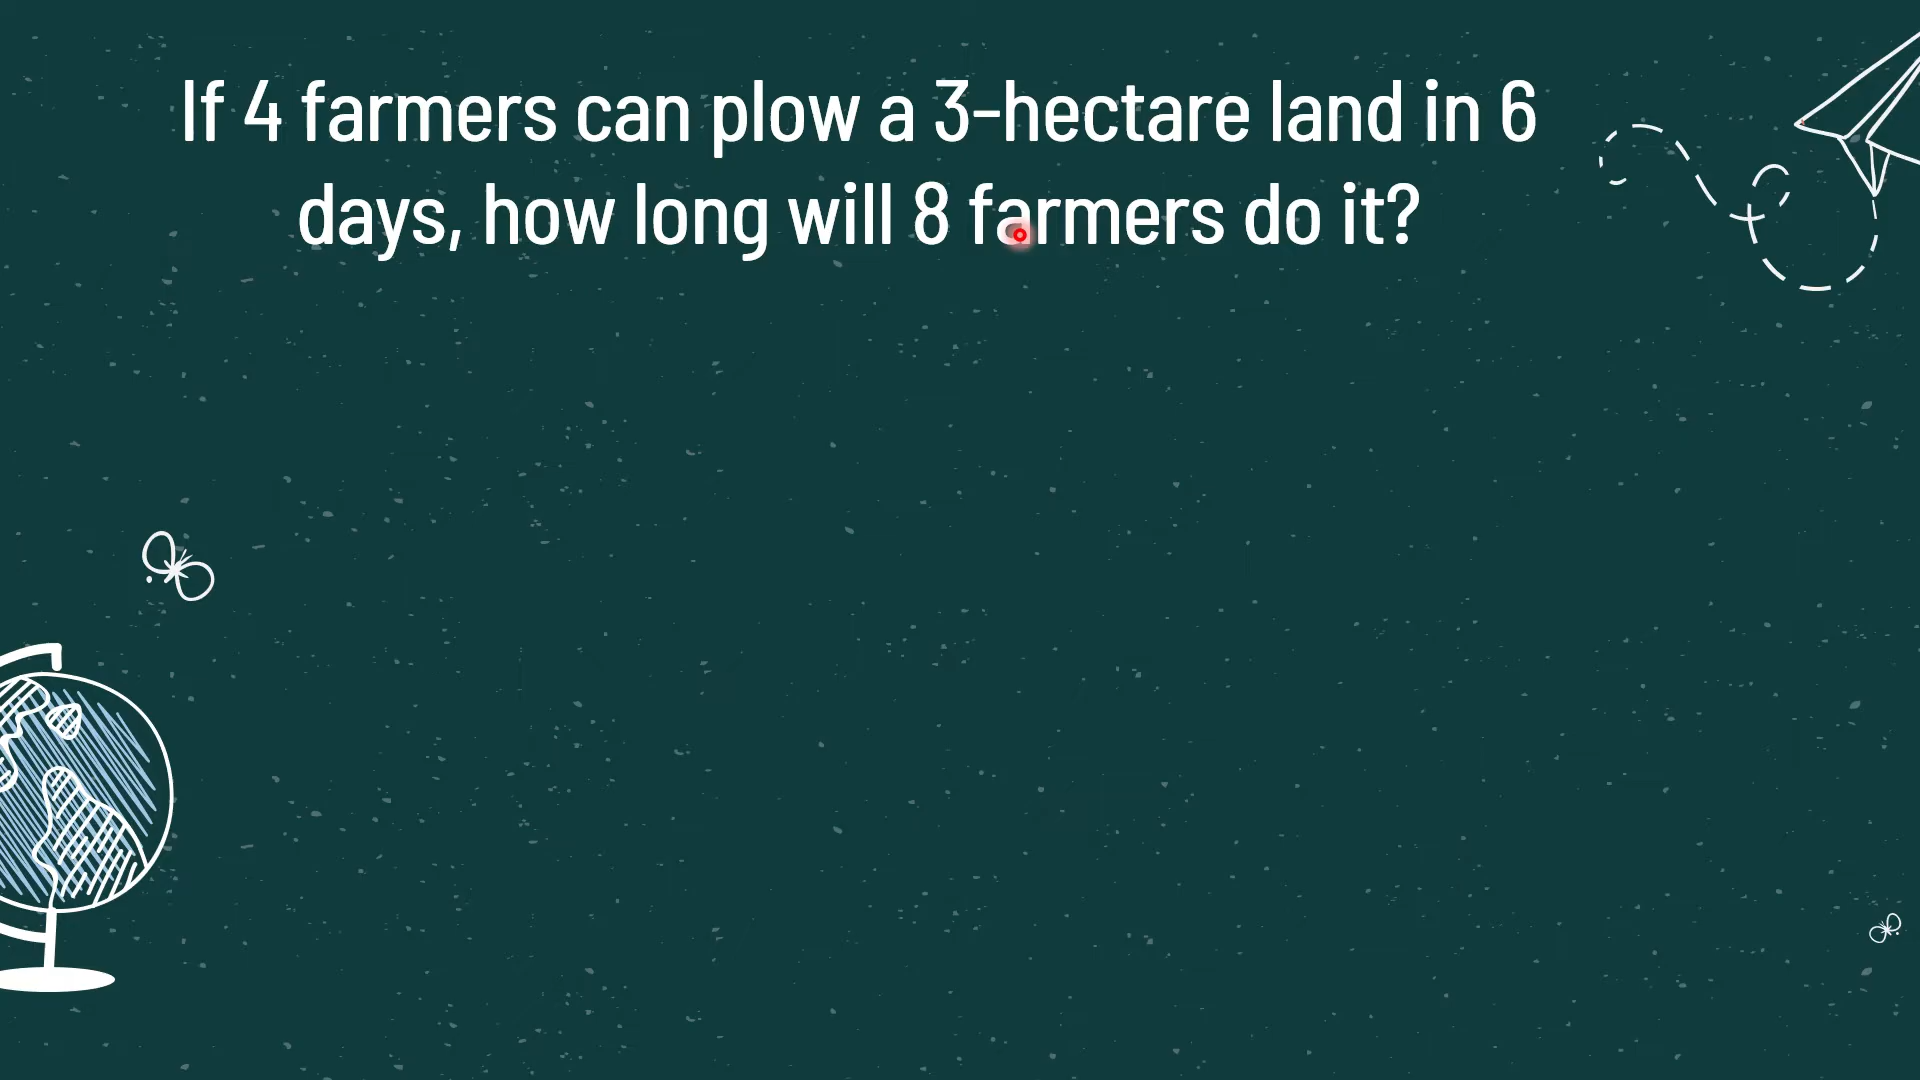 If 4 farmers can plow a 3-hectare land in 6
days, how long will 8 farmers do it?